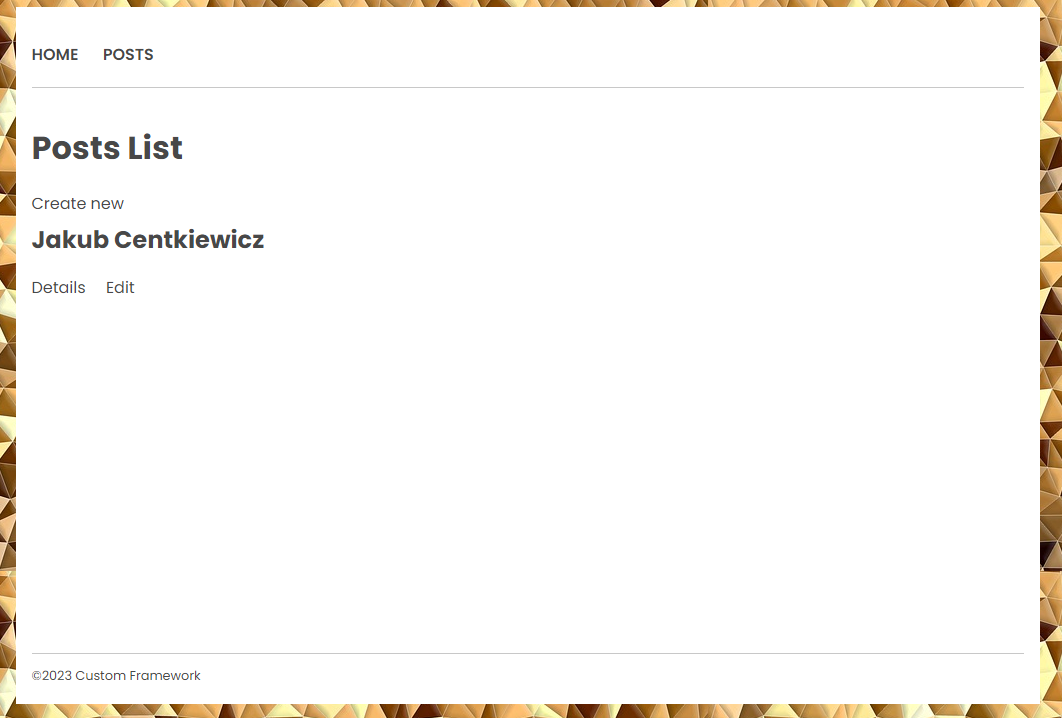 HOME POSTS
Posts List
Create new
Jakub Centkiewicz
Details Edit
©2023 Custom Framework